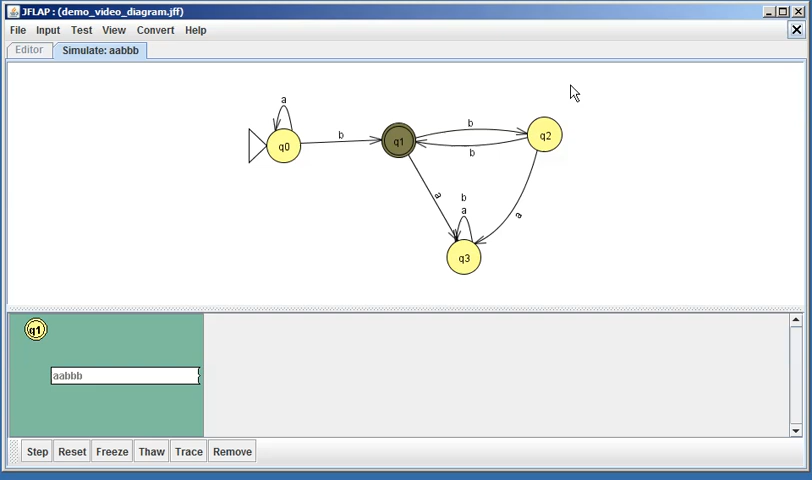 JFLAP : (demo_video_diagram.jff)
File Input Test View Convert Help
Editor Simulate: aabbb
a
b
b
q0
q1
q2
b
a
a
b
a
q3
q1
aabbb
Step Reset Freeze Thaw Trace Remove